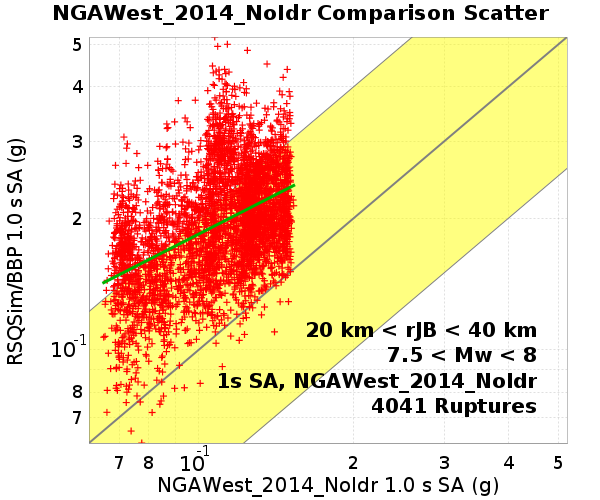 NGAWest_2014_NoIdr Comparison Scatter
RSQSim/BBP 1.0 s SA (g)
5
4
3
2
10-1
8
7
20 km < rJB < 40 km
7.5 < Mw < 8
1s SA, NGAWest_2014_NoIdr
4041 Ruptures
7 8 10-1 2 3 4 5
NGAWest_2014_NoIdr 1.0 s SA (g)